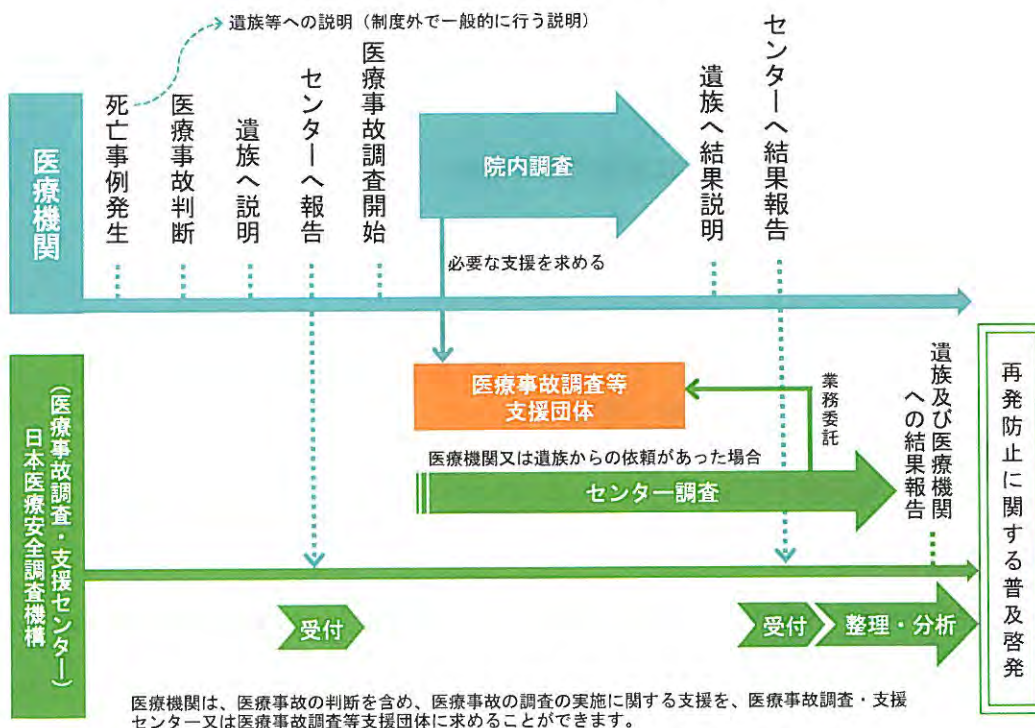 遺族等への説明（制度外で一般的に行う説明）
医療機関
死亡事例発生
医療事故判断
遺族へ説明
センターへ報告
医療事故調査開始
院内調査
遺族へ結果説明
センターへ結果報告
必要な支援を求める
医療事故調査等
支援団体
業務委託
医療機関又は遺族からの依頼があった場合
センター調査
遺族及び医療機関
への結果報告
日本医療安全調査機構
（医療事故調査・支援センター）
受付
受付
整理・分析
再発防止に関する普及啓発
医療機関は、医療事故の判断を含め、医療事故の調査の実施に関する支援を、医療事故調査・支援
センター又は医療事故調査等支援団体に求めることができます。